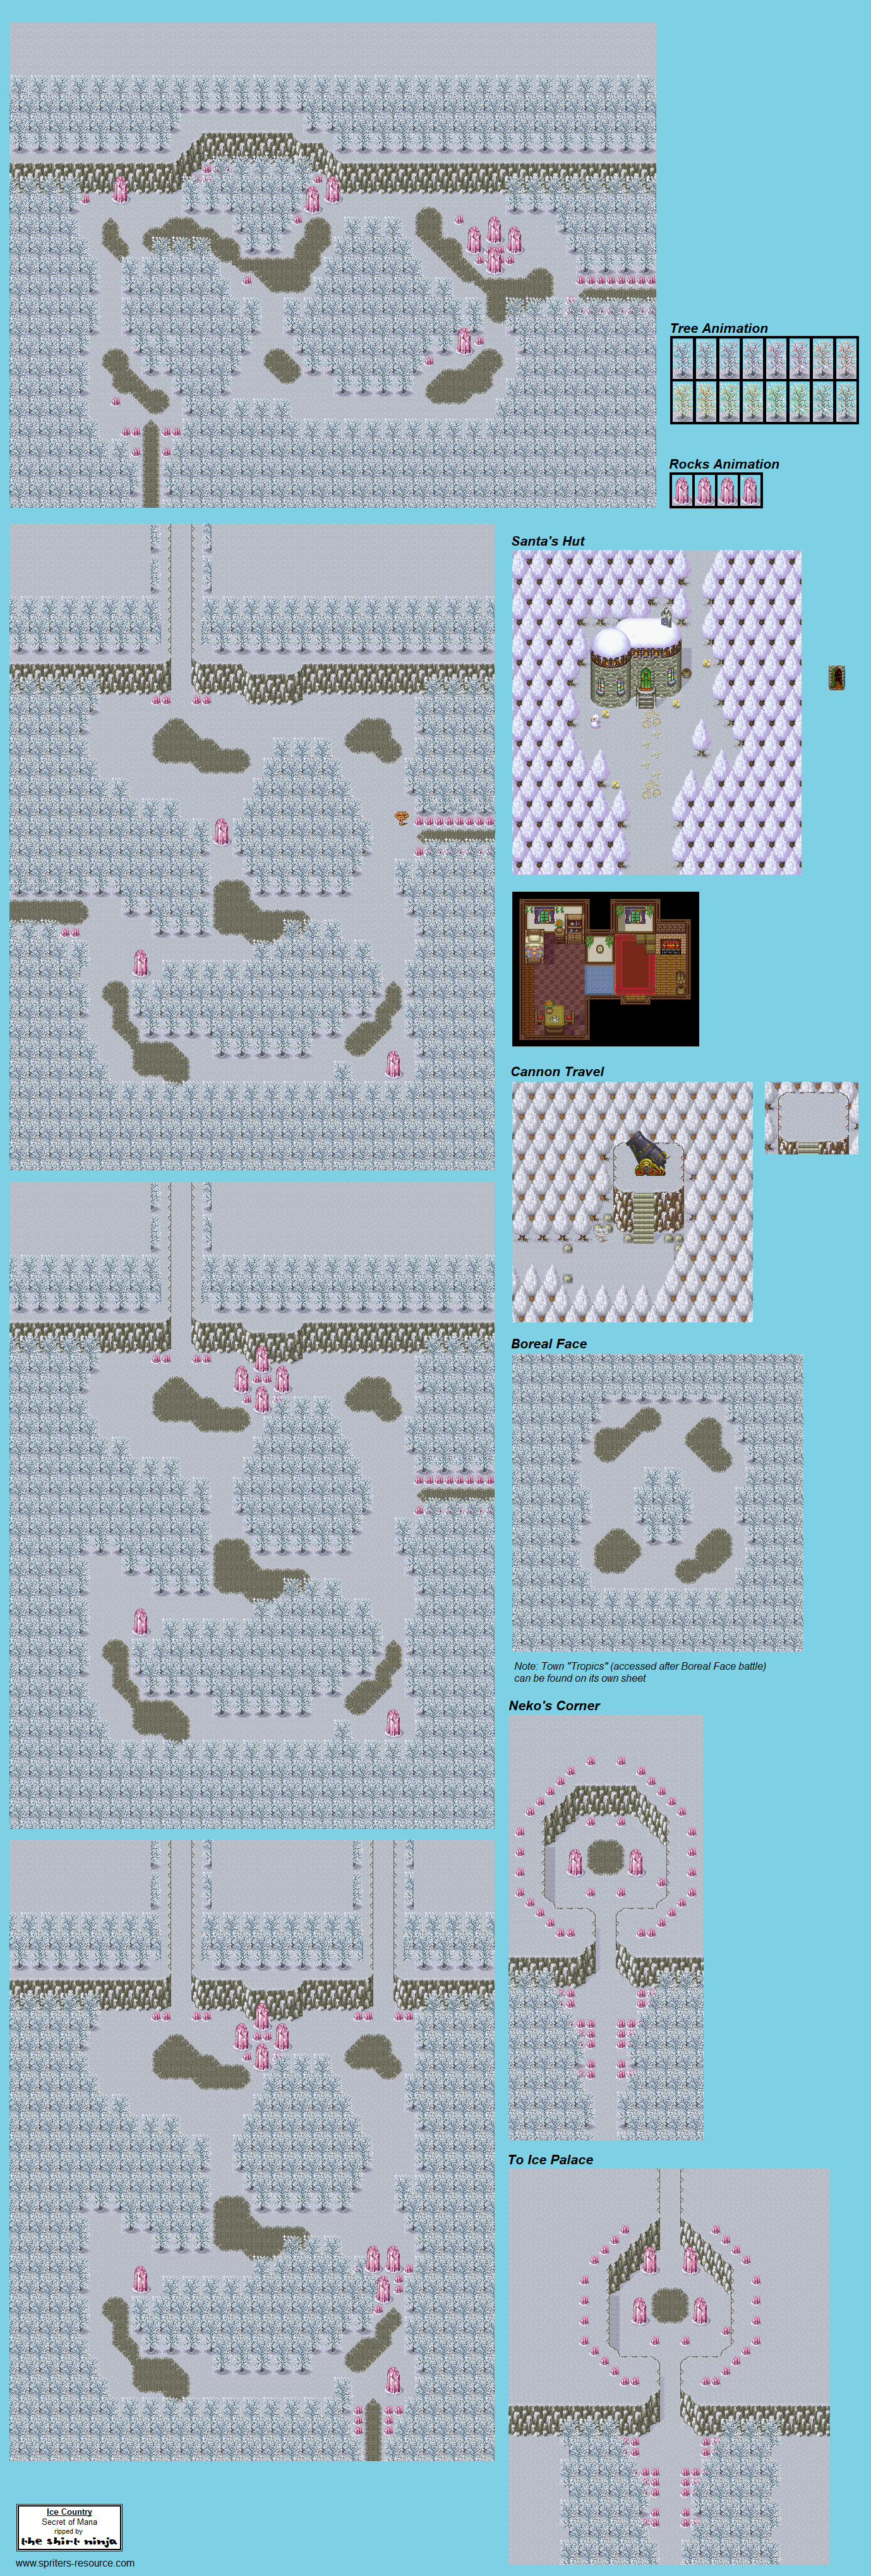 Tree Animation
Rocks Animation
Santa's Hut
Cannon Travel
Boreal Face
Note: Town "Tropics" (accessed after Boreal Face battle)
can be found on its own sheet
Neko's Corner
To Ice Palace
Ice Country
Secret of Mana
ripped by
the shirt ninja
www.spriters-resource.com